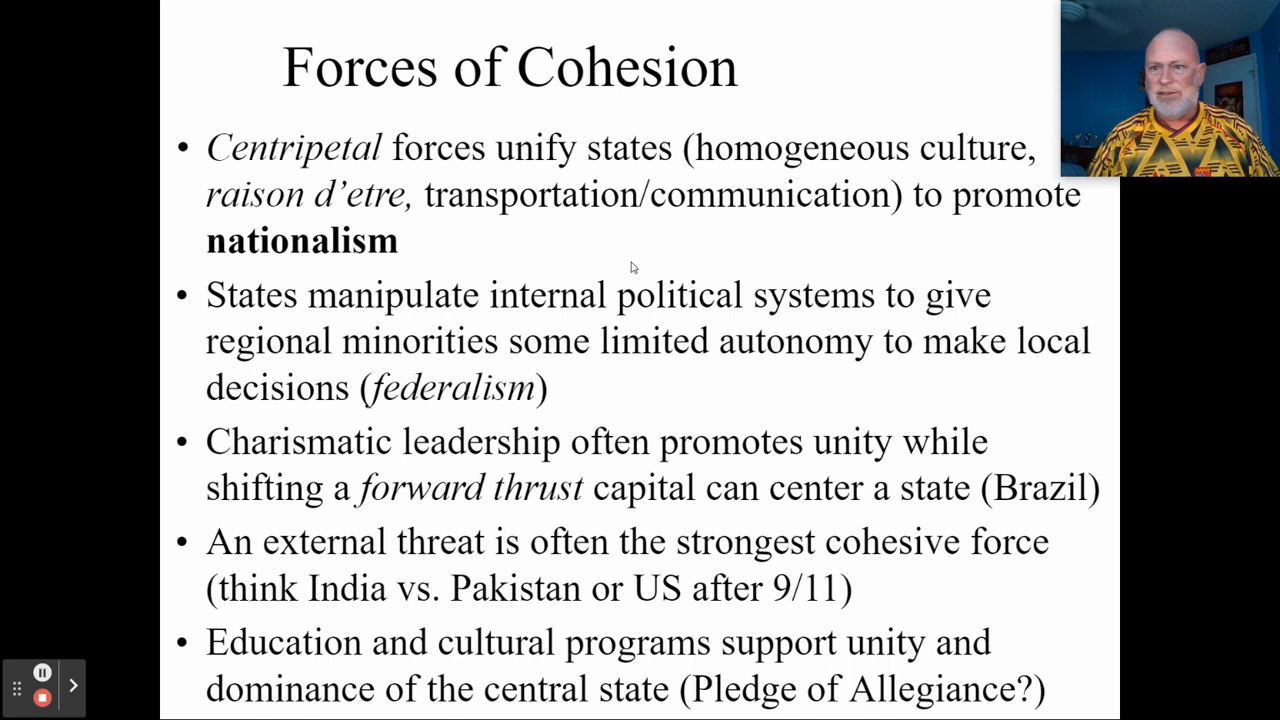 Forces of Cohesion
• Centripetal forces unify states (homogeneous culture,
raison d’etre, transportation/communication) to promote
nationalism
• States manipulate internal political systems to give
regional minorities some limited autonomy to make local
decisions (federalism)
• Charismatic leadership often promotes unity while
shifting a forward thrust capital can center a state (Brazil)
• An external threat is often the strongest cohesive force
(think India vs. Pakistan or US after 9/11)
• Education and cultural programs support unity and
dominance of the central state (Pledge of Allegiance?)